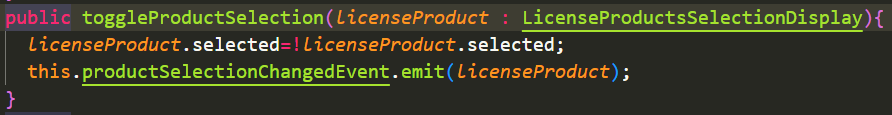 public toggleProductSelection(licenseProduct : LicenseProductsSelectionDisplay){
licenseProduct.selected=!licenseProduct.selected;
this.productSelectionChangedEvent.emit(licenseProduct);
}